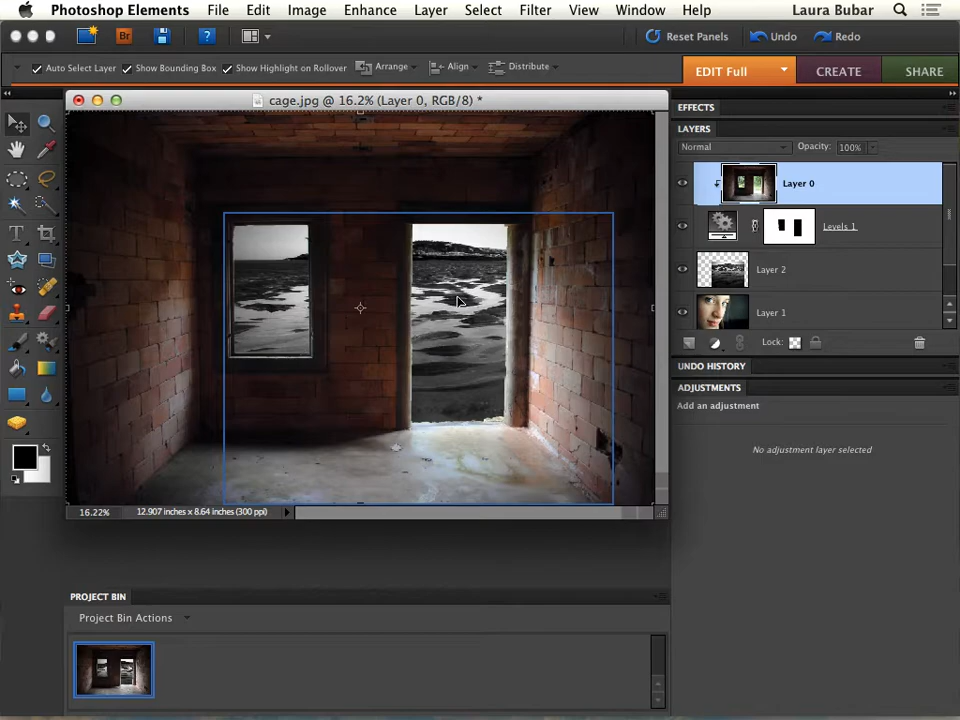 Photoshop Elements File Edit Image Enhance Layer Select Filter View Window Help Laura Bubar
Br ? Reset Panels Undo Redo
Auto Select Layer Show Bounding Box Show Highlight on Rollover Arrange Align Distribute EDIT Full CREATE SHARE
cage.jpg @ 16.2% (Layer 0, RGB/8) *
EFFECTS
LAYERS
Normal Opacity: 100%
Layer 0
Levels 1
Layer 2
Layer 1
Lock:
UNDO HISTORY
ADJUSTMENTS
Add an adjustment
No adjustment layer selected
T
16.22% 12.907 inches x 8.64 inches (300 ppi)
PROJECT BIN
Project Bin Actions